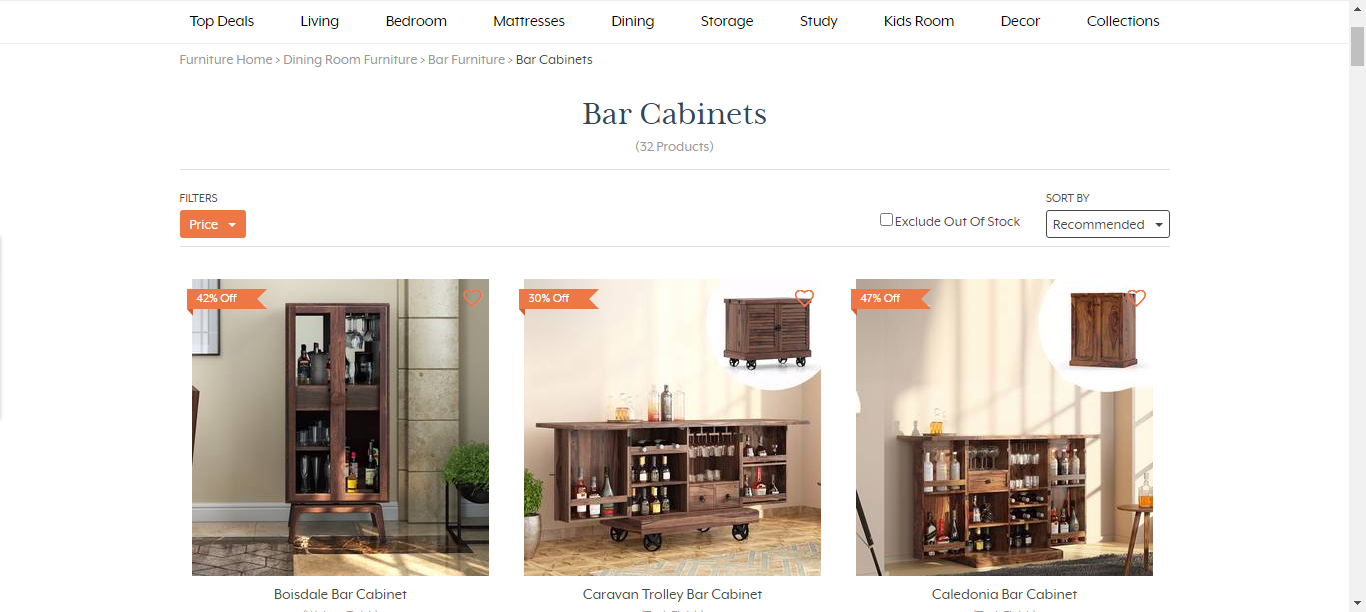 Top Deals Living Bedroom Mattresses Dining Storage Study Kids Room Decor Collections
Furniture Home > Dining Room Furniture > Bar Furniture > Bar Cabinets
Bar Cabinets
(32 Products)
FILTERS
Price
Exclude Out Of Stock
SORT BY
Recommended
42% Off
30% Off
47% Off
Boisdale Bar Cabinet
Caravan Trolley Bar Cabinet
Caledonia Bar Cabinet